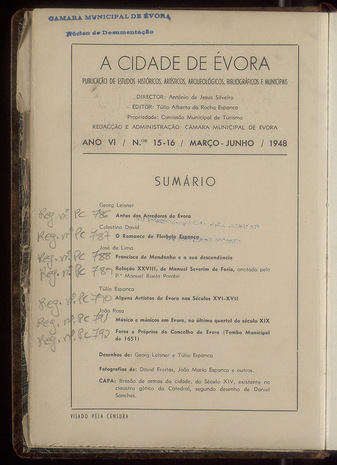 CAMARA MUNICIPAL DE ÉVORA
Núcleo de Documentação
A CIDADE DE ÉVORA
PUBLICAÇÃO DE ESTUDOS HISTÓRICOS, ARTÍSTICOS, ARQUEOLÓGICOS, BIBLIOGRÁFICOS E MUNICIPAIS
DIRECTOR: António de Jesus Silveira
EDITOR: Túlio Alberto da Rocha Espanca
Propriedade: Comissão Municipal de Turismo
REDACÇÃO E ADMINISTRAÇÃO: CÂMARA MUNICIPAL DE ÉVORA
ANO VI / N.OS 15-16 / MARÇO-JUNHO / 1948
SUMÁRIO
Georg Leisner
Reg. nº PC 786 Antas dos Arredores de Évora
Celestino David
Reg. nº PC 787 O Romance de Florbela Espanca
José de Lima
Reg. nº PC 788 Francisco de Mendanha e a sua descendência
Reg. nº PC 789 Relação XXVIII, de Manuel Severim de Faria, anotada pelo
P.e Manuel Ruela Pombo
Túlio Espanca
Reg. nº PC 790 Alguns Artistas de Évora nos Séculos XVI-XVII
João Rosa
Reg. nº PC 791 Música e músicos em Évora, no último quartel do século XIX
Reg. nº PC 792 Foros e Próprios do Concelho de Évora (Tombo Municipal
de 1651)
Desenhos de: Georg Leisner e Túlio Espanca
Fotografias de: David Freitas, João Maria Espanca e outros.
CAPA: Brasão de armas da cidade, do Século XIV, existente no
claustro gótico da Catedral, segundo desenho de Daniel
Sanches.
VISADO PELA CENSURA